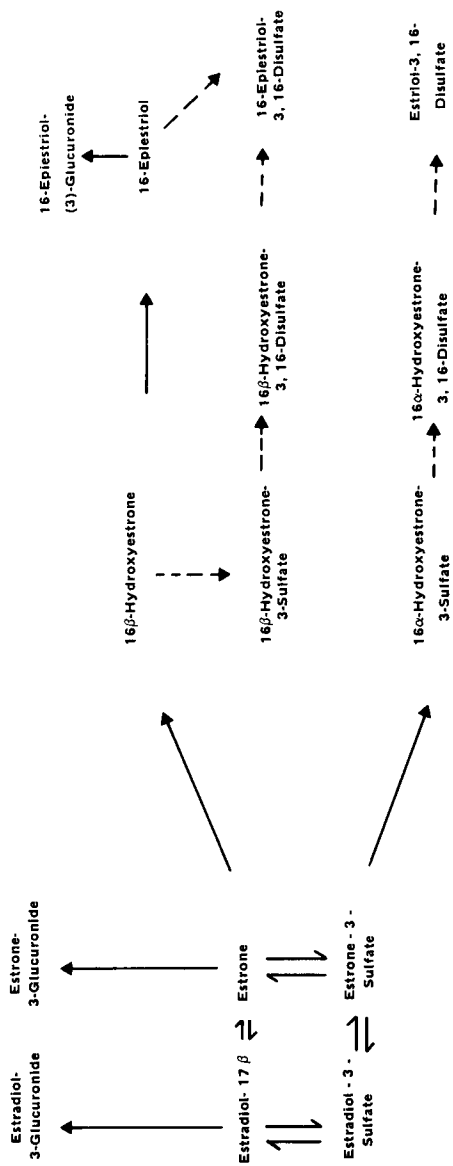 Estradiol-
3-Glucuronide
Estrone-
3-Glucuronide
16-Epiestriol-
(3)-Glucuronide
16β-Hydroxyestrone
16-Epiestriol
Estradiol-17 β
Estrone
16β-Hydroxyestrone-
3-Sulfate
16β-Hydroxyestrone-
3, 16-Disulfate
16-Epiestriol-
3, 16-Disulfate
Estradiol - 3 -
Sulfate
Estrone - 3 -
Sulfate
16α-Hydroxyestrone-
3-Sulfate
16α-Hydroxyestrone-
3, 16-Disulfate
Estriol-3, 16-
Disulfate